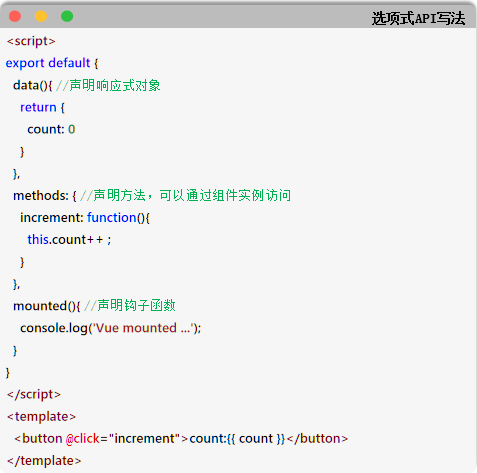 选项式API写法
<script>
export default {
data(){ //声明响应式对象
return {
count: 0
}
},
methods: { //声明方法，可以通过组件实例访问
increment: function(){
this.count++ ;
}
},
mounted(){ //声明钩子函数
console.log('Vue mounted ...');
}
}
</script>
<template>
<button @click="increment">count:{{ count }}</button>
</template>